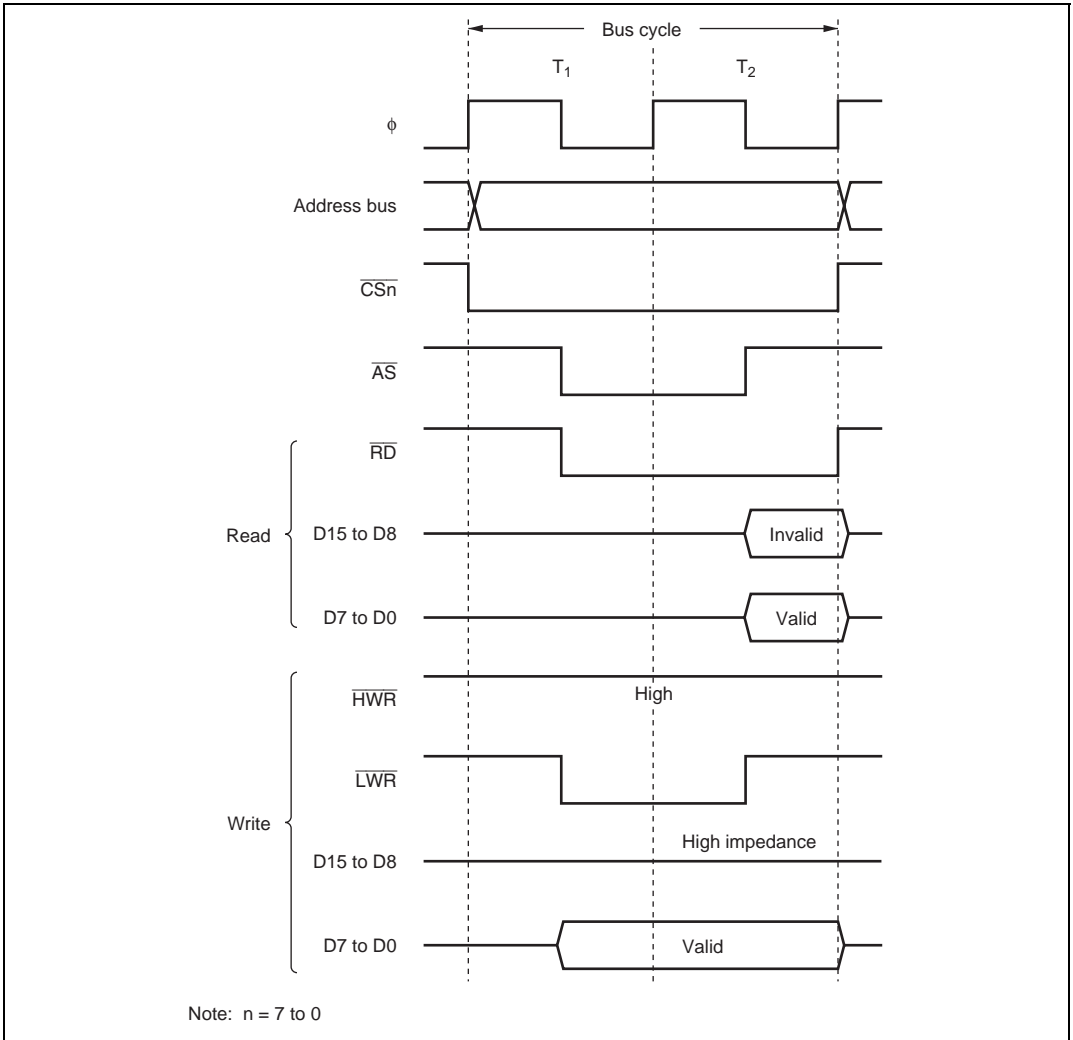 Bus cycle
T1 T2
ϕ
Address bus
CSn
AS
RD
Read
D15 to D8
Invalid
D7 to D0
Valid
HWR
High
LWR
Write
High impedance
D15 to D8
D7 to D0
Valid
Note: n = 7 to 0